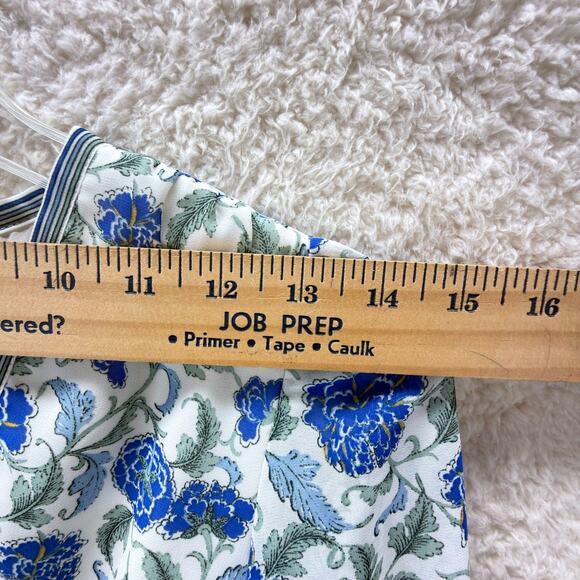 10 11 12 13 14 15 16
ered?
JOB PREP
• Primer • Tape • Caulk